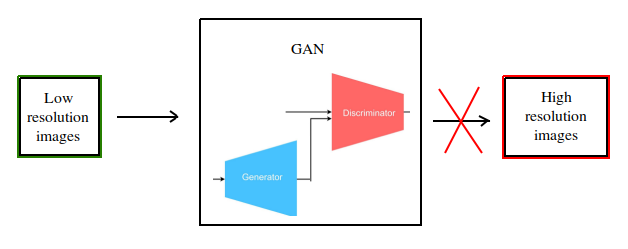 GAN
Low
resolution
images
Discriminator
Generator
High
resolution
images